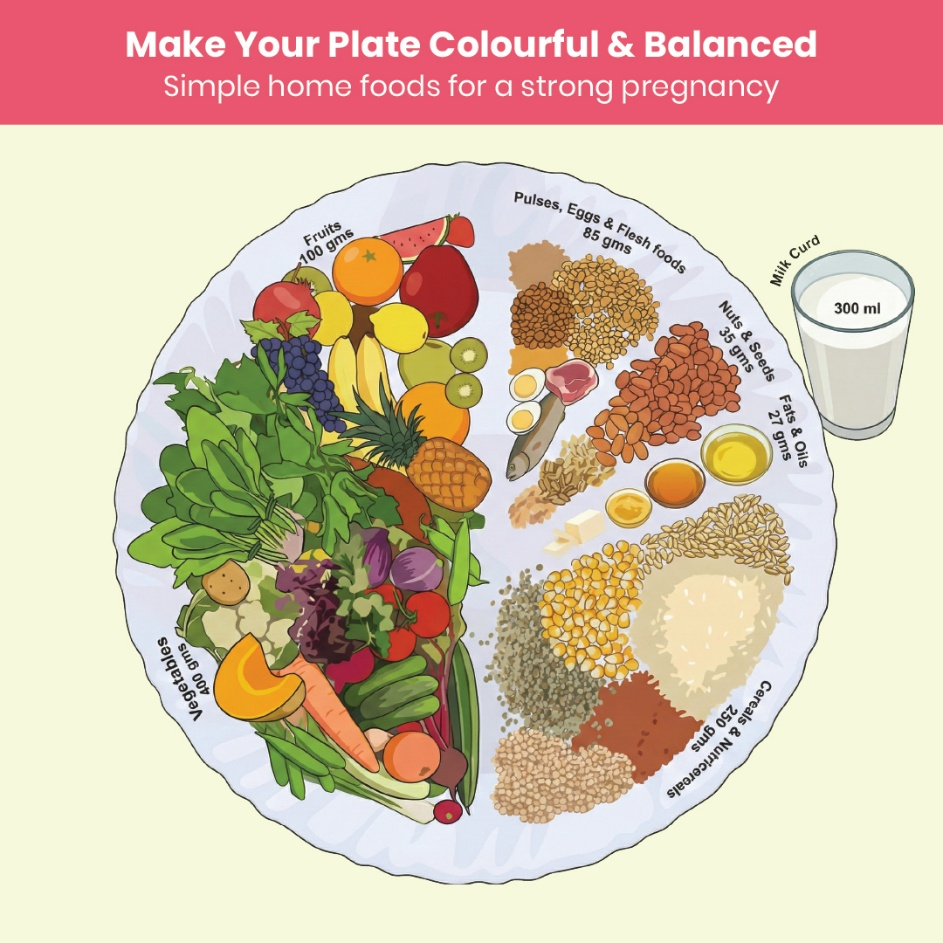 Make Your Plate Colourful & Balanced
Simple home foods for a strong pregnancy
Fruits
100 gms
Pulses, Eggs & Flesh foods
85 gms
Milk Curd
300 ml
Nuts & Seeds
35 gms
Fats & Oils
27 gms
Vegetables
400 gms
Cereals & Nutricereals
250 gms